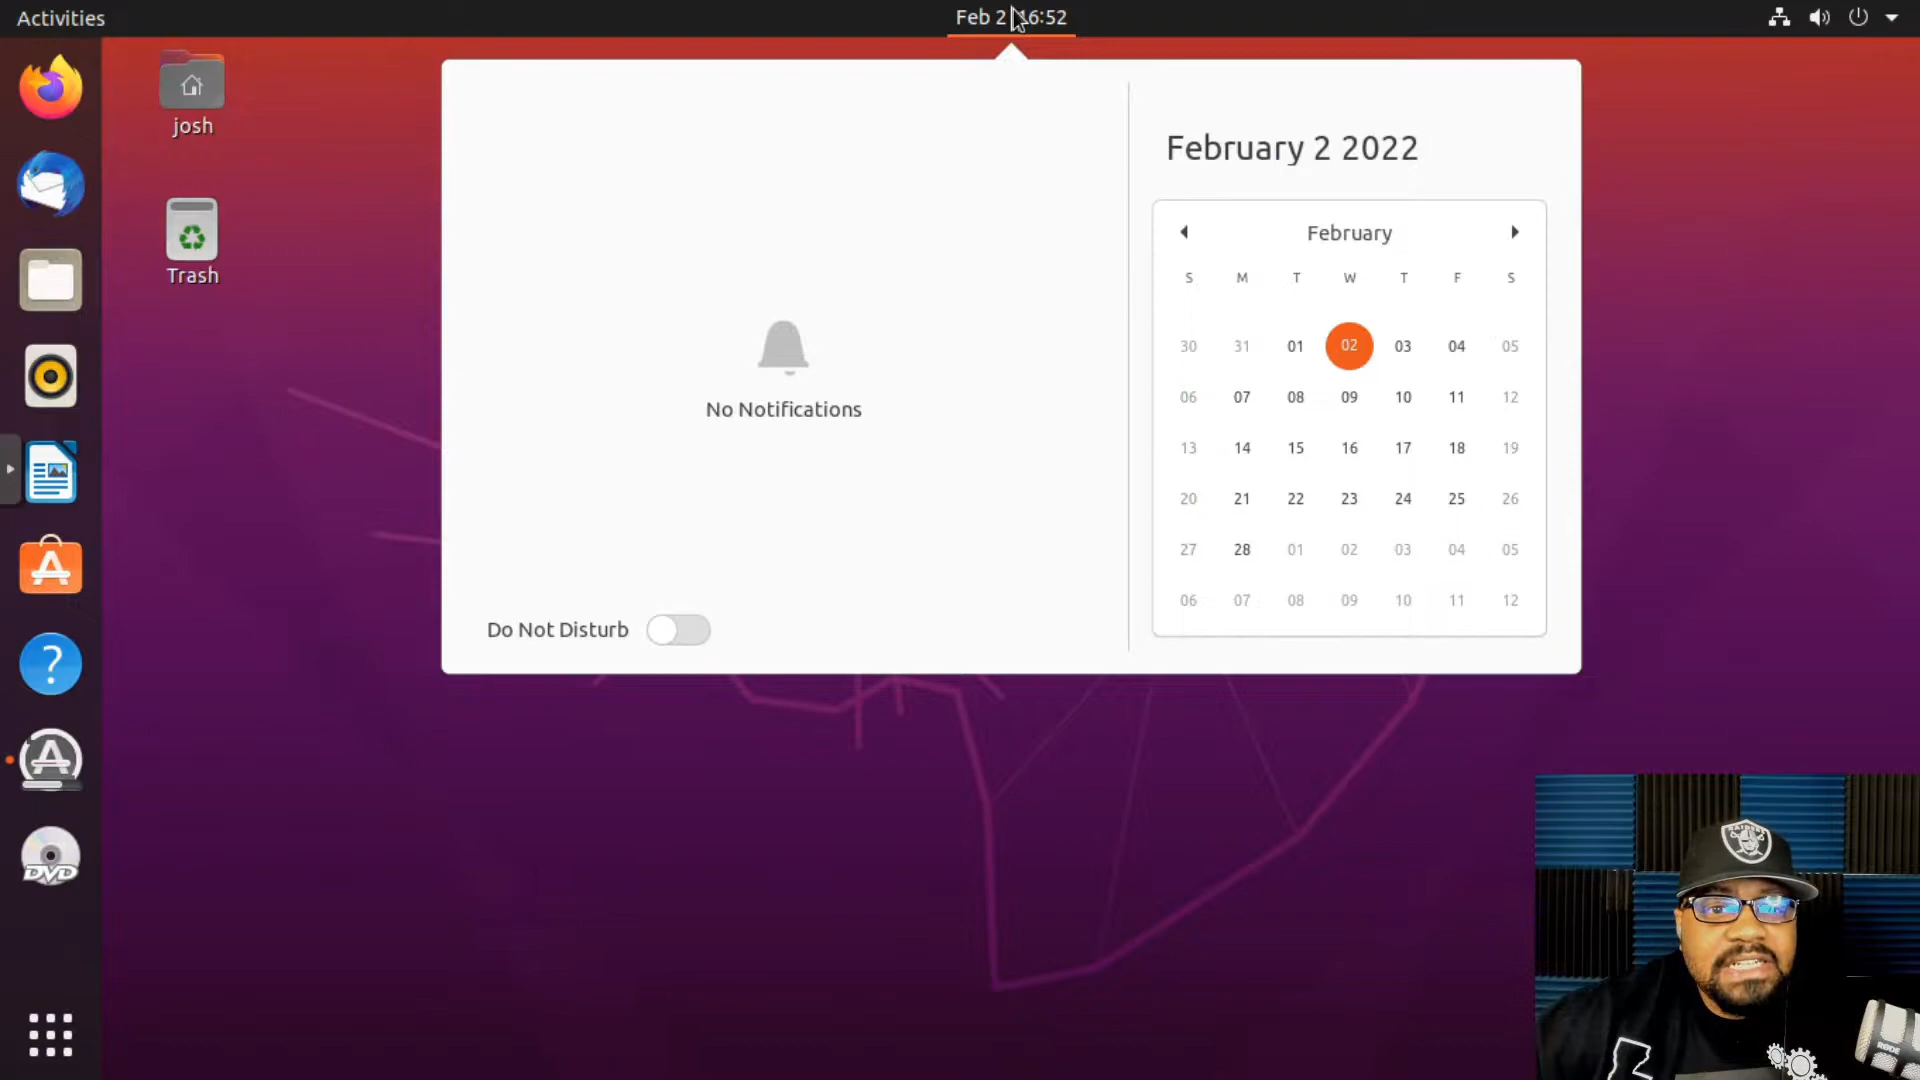 Activities
Feb 2 16:52
josh
Trash
February 2 2022
February
S M T W T F S
30 31 01 02 03 04 05
06 07 08 09 10 11 12
13 14 15 16 17 18 19
20 21 22 23 24 25 26
27 28 01 02 03 04 05
06 07 08 09 10 11 12
No Notifications
Do Not Disturb
?
DVD
RAIDERS
RØDE